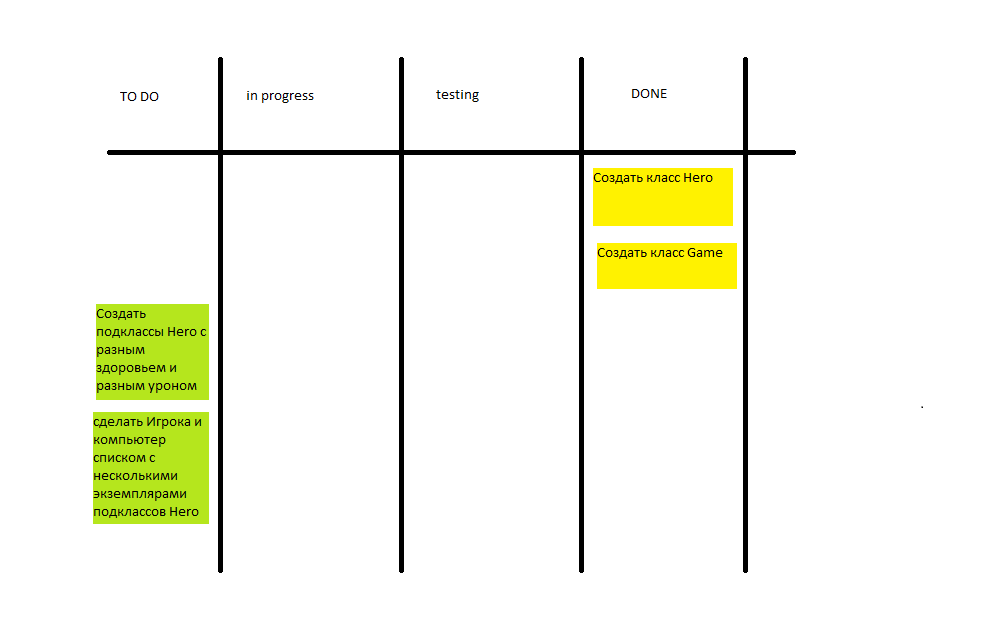 TO DO
in progress
testing
DONE
Создать класс Hero
Создать класс Game
Создать
подклассы Hero с
разным
здоровьем и
разным уроном
сделать Игрока и
компьютер
списком с
несколькими
экземплярами
подклассов Hero